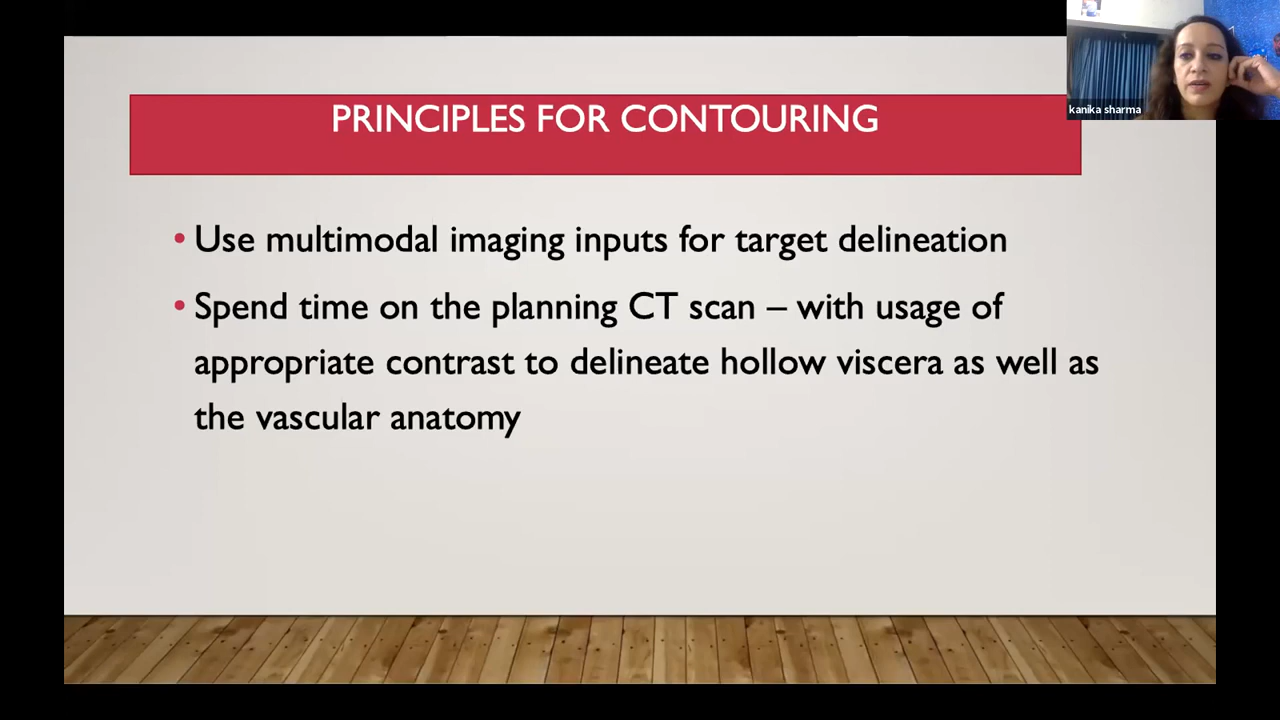 PRINCIPLES FOR CONTOURING
kanika sharma
• Use multimodal imaging inputs for target delineation
• Spend time on the planning CT scan – with usage of
appropriate contrast to delineate hollow viscera as well as
the vascular anatomy